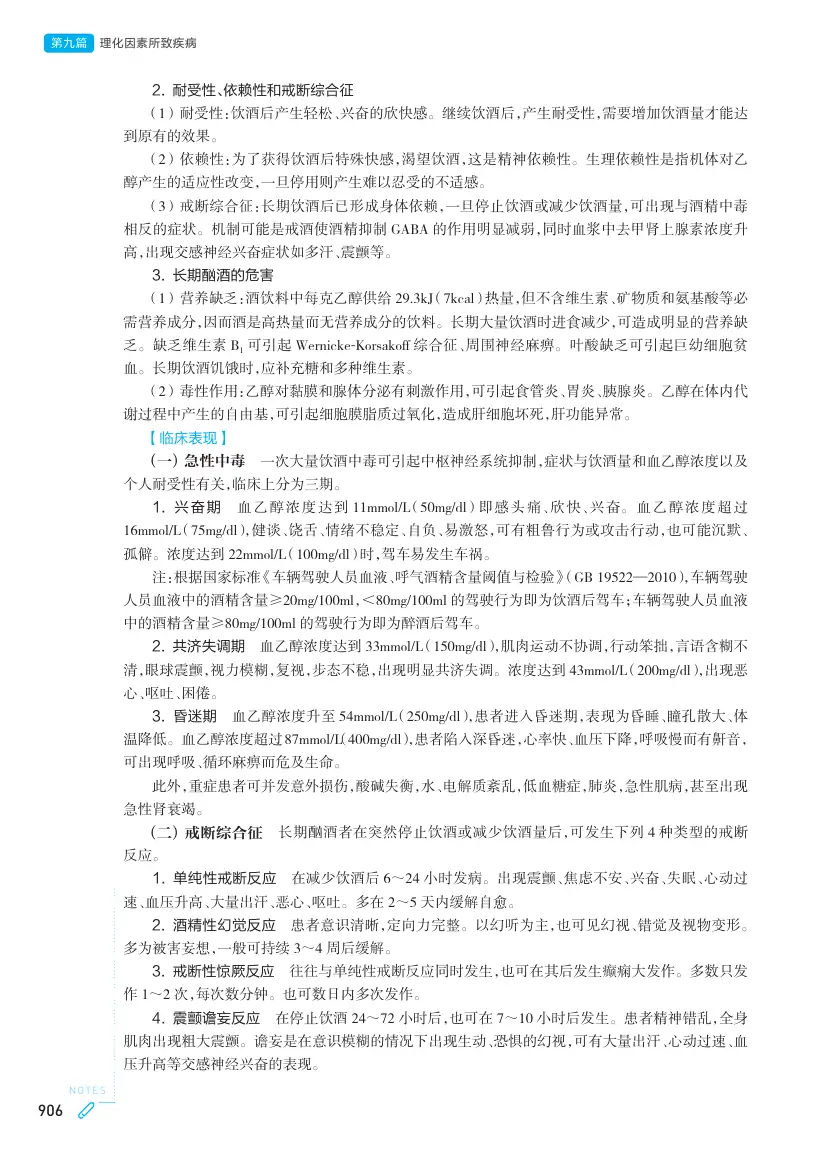 第九篇 理化因素所致疾病
2. 耐受性、依赖性和戒断综合征
（1）耐受性：饮酒后产生轻松、兴奋的欣快感。继续饮酒后，产生耐受性，需要增加饮酒量才能达
到原有的效果。
（2）依赖性：为了获得饮酒后特殊快感，渴望饮酒，这是精神依赖性。生理依赖性是指机体对乙
醇产生的适应性改变，一旦停用则产生难以忍受的不适感。
（3）戒断综合征：长期饮酒后已形成身体依赖，一旦停止饮酒或减少饮酒量，可出现与酒精中毒
相反的症状。机制可能是戒酒使酒精抑制 GABA 的作用明显减弱，同时血浆中去甲肾上腺素浓度升
高，出现交感神经兴奋症状如多汗、震颤等。
3. 长期酗酒的危害
（1）营养缺乏：酒饮料中每克乙醇供给 29.3kJ（7kcal）热量，但不含维生素、矿物质和氨基酸等必
需营养成分，因而酒是高热量而无营养成分的饮料。长期大量饮酒时进食减少，可造成明显的营养缺
乏。缺乏维生素 B₁ 可引起 Wernicke-Korsakoff 综合征、周围神经麻痹。叶酸缺乏可引起巨幼细胞贫
血。长期饮酒饥饿时，应补充糖和多种维生素。
（2）毒性作用：乙醇对黏膜和腺体分泌有刺激作用，可引起食管炎、胃炎、胰腺炎。乙醇在体内代
谢过程中产生的自由基，可引起细胞膜脂质过氧化，造成肝细胞坏死，肝功能异常。
【临床表现】
（一）急性中毒 一次大量饮酒中毒可引起中枢神经系统抑制，症状与饮酒量和血乙醇浓度以及
个人耐受性有关，临床上分为三期。
1. 兴奋期 血乙醇浓度达到 11mmol/L（50mg/dl）即感头痛、欣快、兴奋。血乙醇浓度超过
16mmol/L（75mg/dl），健谈、饶舌、情绪不稳定、自负、易激怒，可有粗鲁行为或攻击行动，也可能沉默、
孤僻。浓度达到 22mmol/L（100mg/dl）时，驾车易发生车祸。
注：根据国家标准《车辆驾驶人员血液、呼气酒精含量阈值与检验》（GB 19522—2010），车辆驾驶
人员血液中的酒精含量≥20mg/100ml，＜80mg/100ml 的驾驶行为即为饮酒后驾车；车辆驾驶人员血液
中的酒精含量≥80mg/100ml 的驾驶行为即为醉酒后驾车。
2. 共济失调期 血乙醇浓度达到 33mmol/L（150mg/dl），肌肉运动不协调，行动笨拙，言语含糊不
清，眼球震颤，视力模糊，复视，步态不稳，出现明显共济失调。浓度达到 43mmol/L（200mg/dl），出现恶
心、呕吐、困倦。
3. 昏迷期 血乙醇浓度升至 54mmol/L（250mg/dl），患者进入昏迷期，表现为昏睡、瞳孔散大、体
温降低。血乙醇浓度超过 87mmol/L（400mg/dl），患者陷入深昏迷，心率快、血压下降，呼吸慢而有鼾音，
可出现呼吸、循环麻痹而危及生命。
此外，重症患者可并发意外损伤，酸碱失衡，水、电解质紊乱，低血糖症，肺炎，急性肌病，甚至出现
急性肾衰竭。
（二）戒断综合征 长期酗酒者在突然停止饮酒或减少饮酒量后，可发生下列 4 种类型的戒断
反应。
1. 单纯性戒断反应 在减少饮酒后 6～24 小时发病。出现震颤、焦虑不安、兴奋、失眠、心动过
速、血压升高、大量出汗、恶心、呕吐。多在 2～5 天内缓解自愈。
2. 酒精性幻觉反应 患者意识清晰，定向力完整。以幻听为主，也可见幻视、错觉及视物变形。
多为被害妄想，一般可持续 3～4 周后缓解。
3. 戒断性惊厥反应 往往与单纯性戒断反应同时发生，也可在其后发生癫痫大发作。多数只发
作 1～2 次，每次数分钟。也可数日内多次发作。
4. 震颤谵妄反应 在停止饮酒 24～72 小时后，也可在 7～10 小时后发生。患者精神错乱，全身
肌肉出现粗大震颤。谵妄是在意识模糊的情况下出现生动、恐惧的幻视，可有大量出汗、心动过速、血
压升高等交感神经兴奋的表现。
NOTES
906